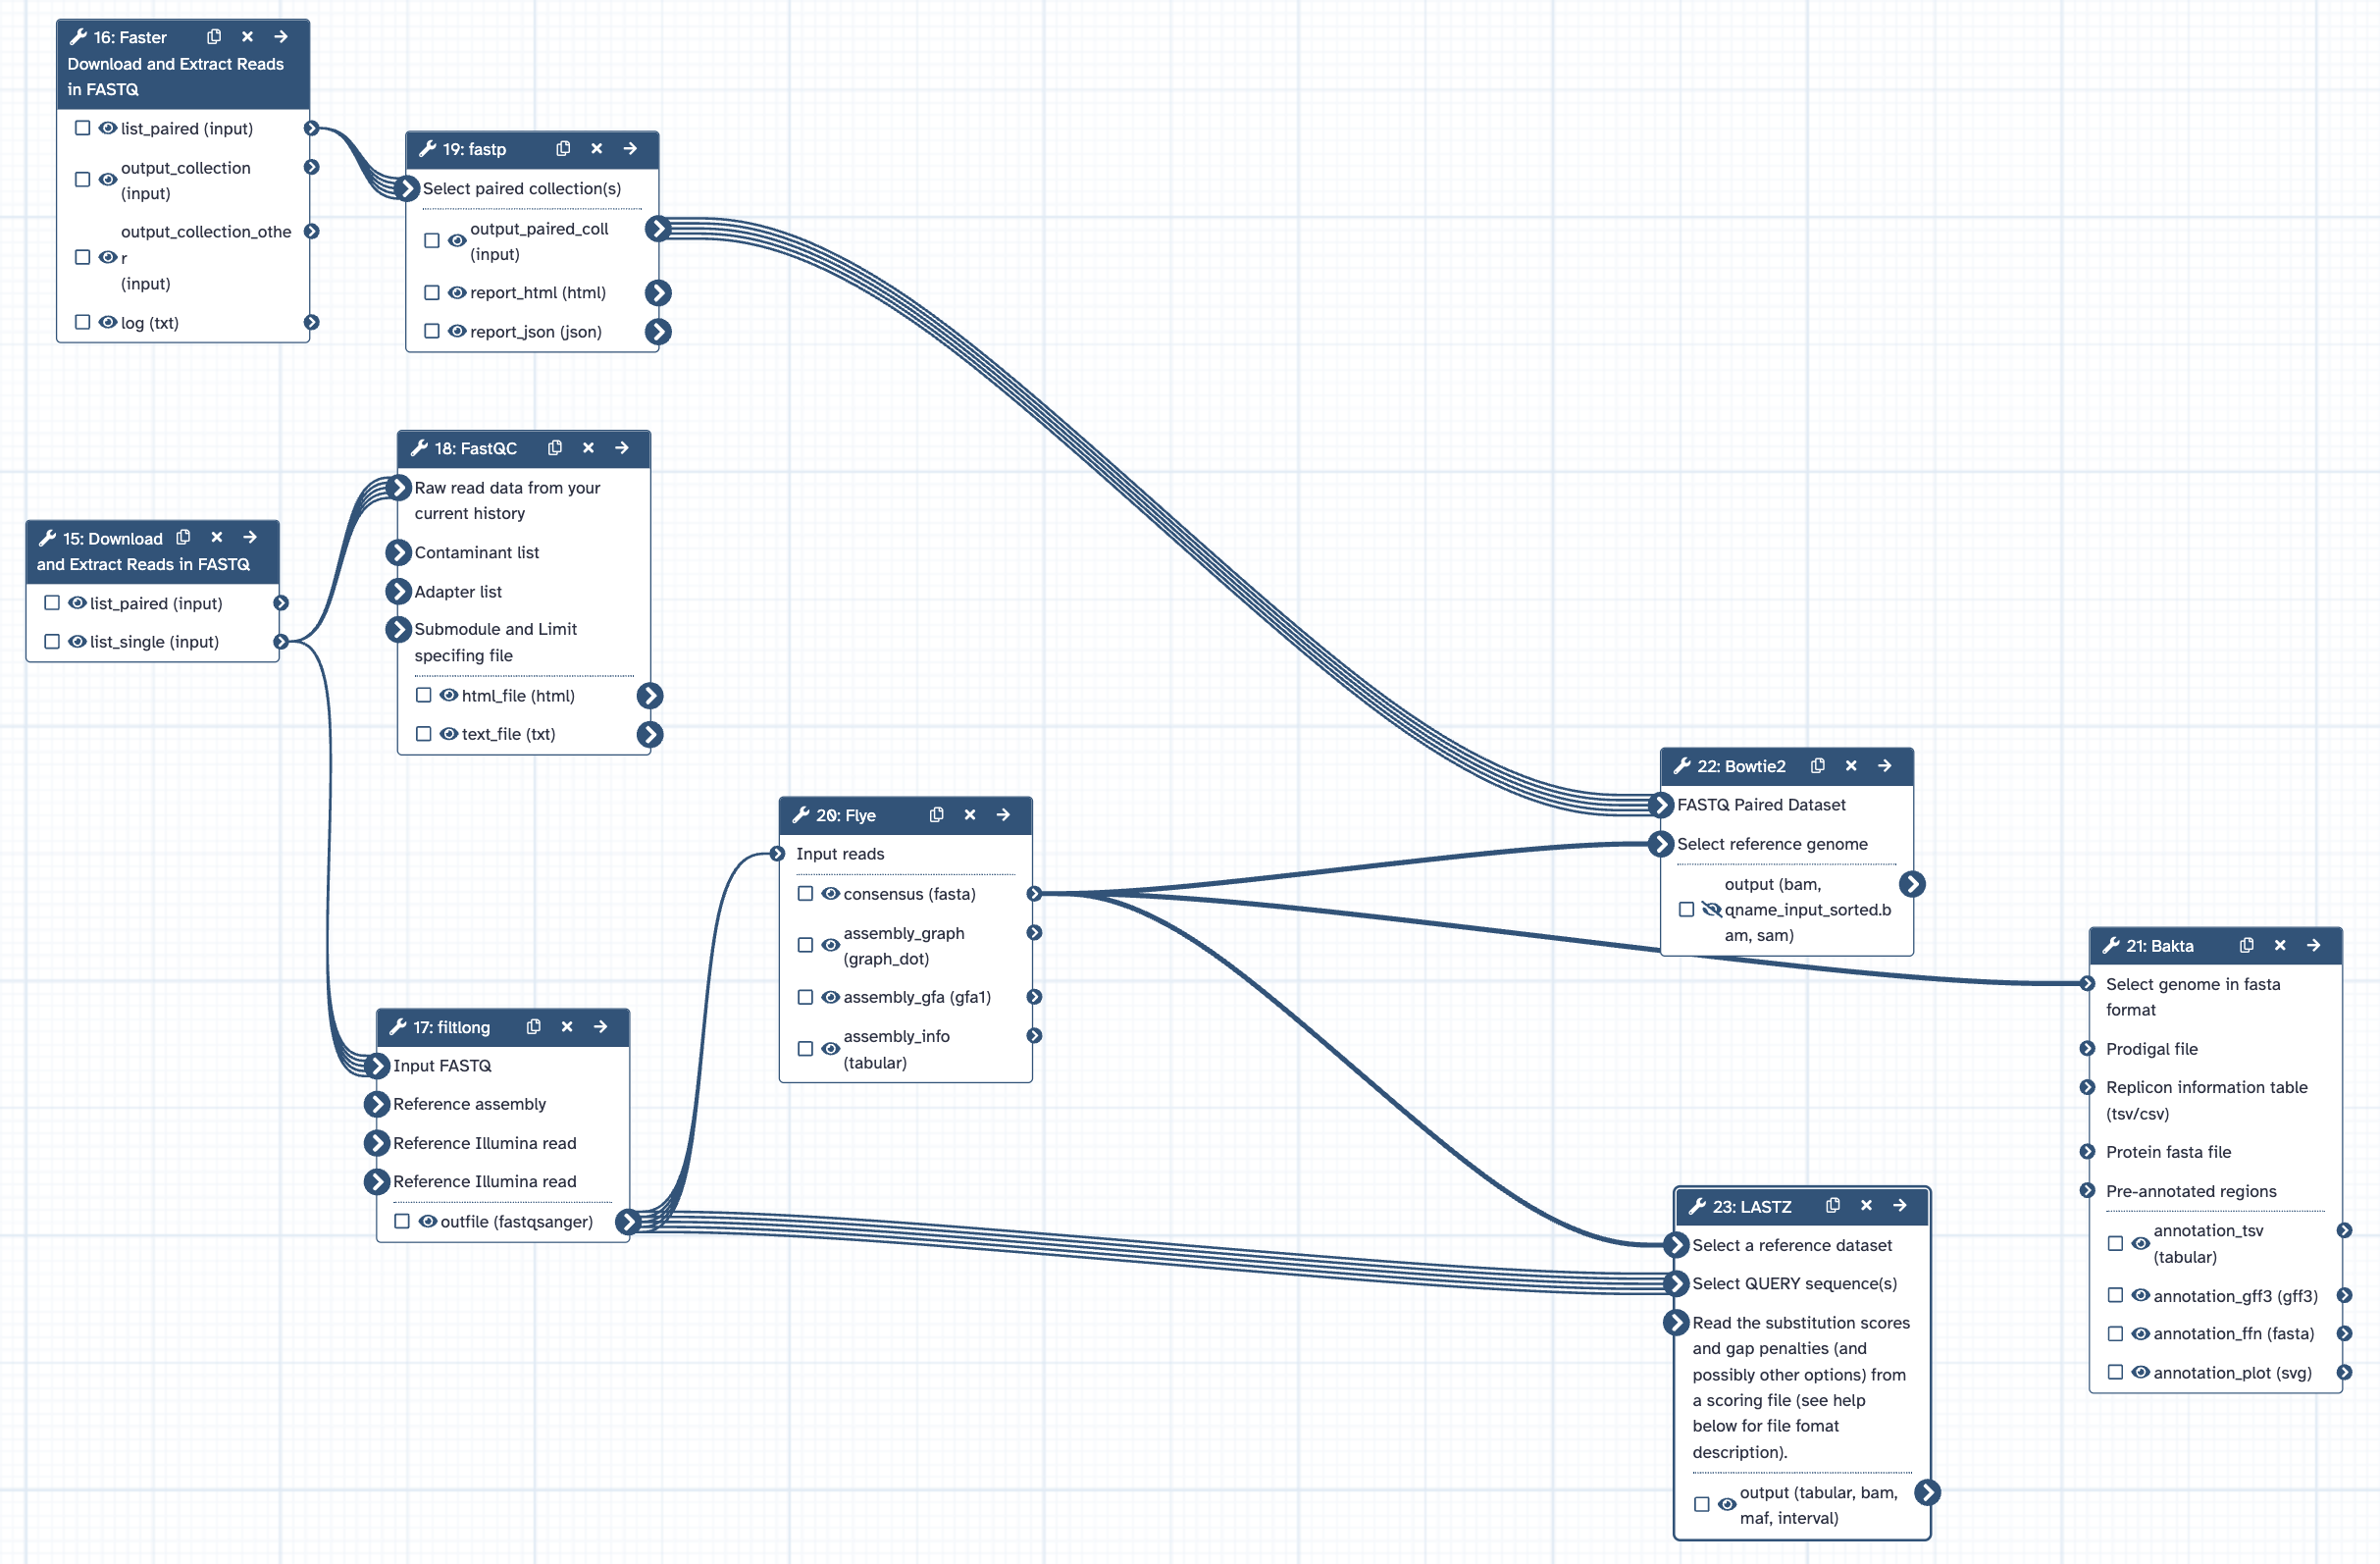 16: Faster
Download and Extract Reads
in FASTQ
list_paired (input)
output_collection
(input)
output_collection_othe
r
(input)
log (txt)
19: fastp
Select paired collection(s)
output_paired_coll
(input)
report_html (html)
report_json (json)
18: FastQC
Raw read data from your
current history
Contaminant list
Adapter list
Submodule and Limit
specifing file
html_file (html)
text_file (txt)
15: Download
and Extract Reads in FASTQ
list_paired (input)
list_single (input)
17: filtlong
Input FASTQ
Reference assembly
Reference Illumina read
Reference Illumina read
outfile (fastqsanger)
20: Flye
Input reads
consensus (fasta)
assembly_graph
(graph_dot)
assembly_gfa (gfa1)
assembly_info
(tabular)
22: Bowtie2
FASTQ Paired Dataset
Select reference genome
output (bam,
qname_input_sorted.b
am, sam)
21: Bakta
Select genome in fasta
format
Prodigal file
Replicon information table
(tsv/csv)
Protein fasta file
Pre-annotated regions
annotation_tsv
(tabular)
annotation_gff3 (gff3)
annotation_ffn (fasta)
annotation_plot (svg)
23: LASTZ
Select a reference dataset
Select QUERY sequence(s)
Read the substitution scores
and gap penalties (and
possibly other options) from
a scoring file (see help
below for file fomat
description).
output (tabular, bam,
maf, interval)